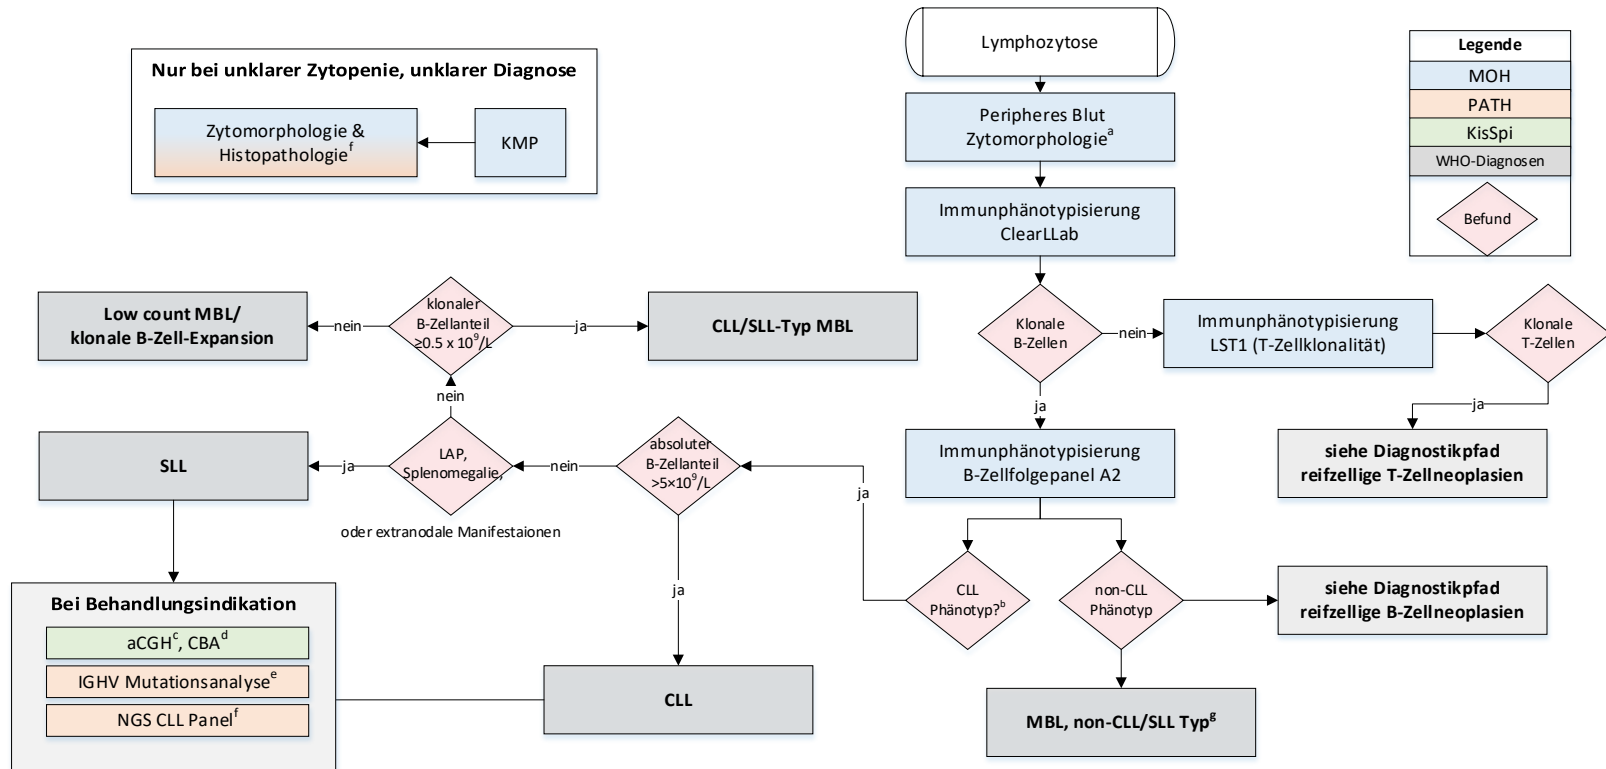 Lymphozytose
Legende
MOH
PATH
KisSpi
WHO-Diagnosen
Befund
Nur bei unklarer Zytopenie, unklarer Diagnose
Zytomorphologie &
Histopathologie^f
KMP
Peripheres Blut
Zytomorphologie^a
Immunphänotypisierung
ClearLLab
Klonale
B-Zellen
nein
Immunphänotypisierung
LST1 (T-Zellklonalität)
Klonale
T-Zellen
ja
siehe Diagnostikpfad
reifzellige T-Zellneoplasien
ja
Immunphänotypisierung
B-Zellfolgepanel A2
CLL
Phänotyp?^b
non-CLL
Phänotyp
siehe Diagnostikpfad
reifzellige B-Zellneoplasien
MBL, non-CLL/SLL Typ^g
ja
absoluter
B-Zellanteil
>5×10^9/L
nein
ja
CLL
LAP,
Splenomegalie,
oder extranodale Manifestaionen
nein
ja
klonaler
B-Zellanteil
≥0.5 x 10^9/L
nein
ja
Low count MBL/
klonale B-Zell-Expansion
CLL/SLL-Typ MBL
SLL
Bei Behandlungsindikation
aCGH^c, CBA^d
IGHV Mutationsanalyse^e
NGS CLL Panel^f